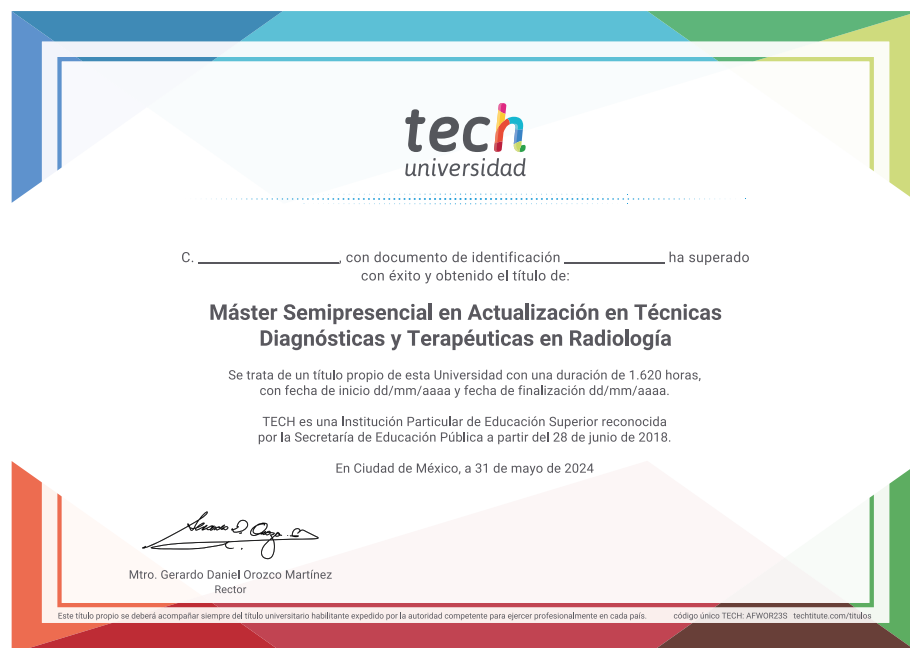 tech
universidad
C. ____________________, con documento de identificación ______________ ha superado
con éxito y obtenido el título de:
Máster Semipresencial en Actualización en Técnicas
Diagnósticas y Terapéuticas en Radiología
Se trata de un título propio de esta Universidad con una duración de 1.620 horas,
con fecha de inicio dd/mm/aaaa y fecha de finalización dd/mm/aaaa.
TECH es una Institución Particular de Educación Superior reconocida
por la Secretaría de Educación Pública a partir del 28 de junio de 2018.
En Ciudad de México, a 31 de mayo de 2024
Mtro. Gerardo Daniel Orozco Martínez
Rector
Este título propio se deberá acompañar siempre del título universitario habilitante expedido por la autoridad competente para ejercer profesionalmente en cada país. código único TECH: AFWOR23S techtitute.com/titulos